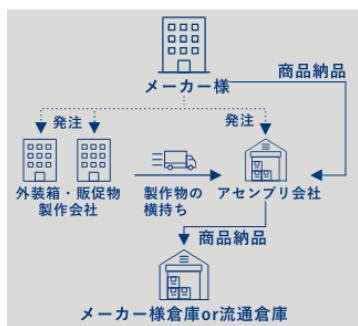 メーカー様
商品納品
発注
発注
外装箱・販促物
製作会社
製作物の
横持ち
アセンブリ会社
商品納品
メーカー様倉庫or流通倉庫